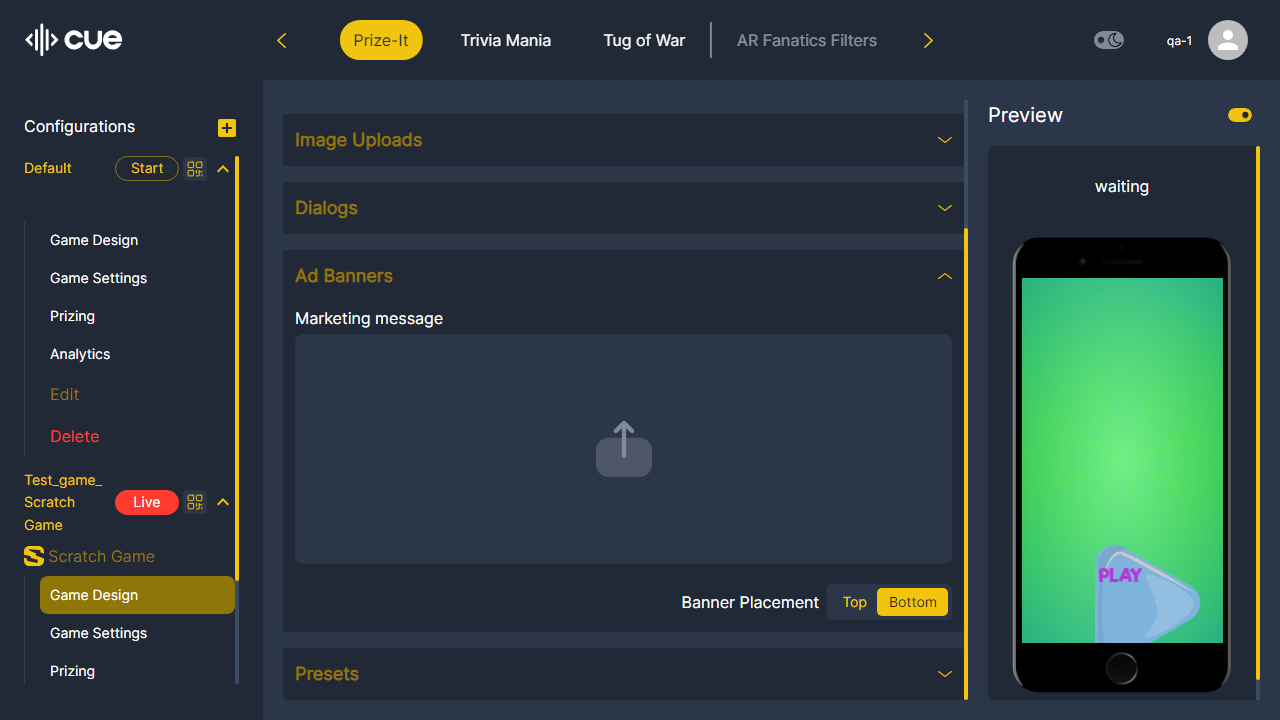 cue
Prize-It
Trivia Mania
Tug of War
AR Fanatics Filters
qa-1
Configurations
Default
Start
Game Design
Game Settings
Prizing
Analytics
Edit
Delete
Test_game_
Scratch
Game
Live
Scratch Game
Game Design
Game Settings
Prizing
Image Uploads
Dialogs
Ad Banners
Marketing message
Banner Placement
Top
Bottom
Presets
Preview
waiting
PLAY